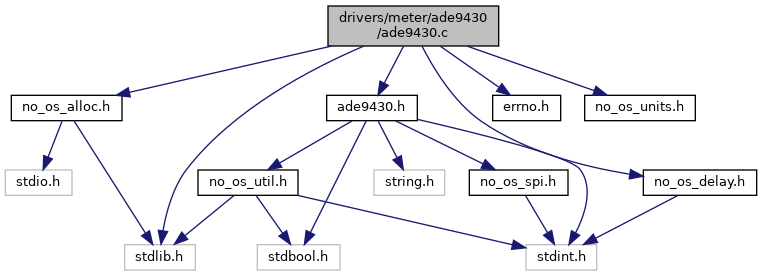 drivers/meter/ade9430
/ade9430.c
no_os_alloc.h
ade9430.h
errno.h
no_os_units.h
stdio.h
no_os_util.h
string.h
no_os_spi.h
no_os_delay.h
stdlib.h
stdbool.h
stdint.h